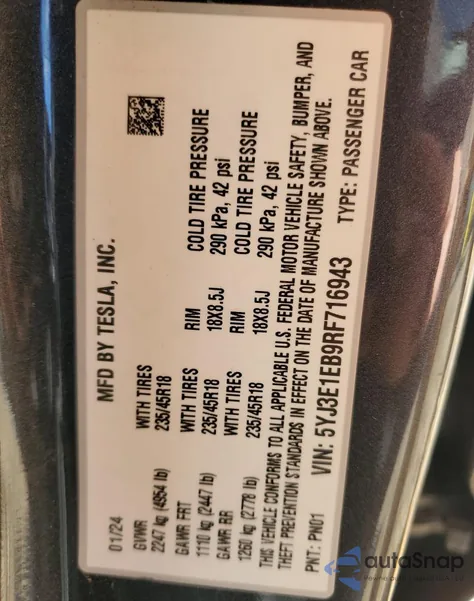 MFD BY TESLA, INC.
01/24
GVWR WITH TIRES RIM COLD TIRE PRESSURE
2247 kg (4954 lb) 235/45R18 18X8.5J 290 kPa, 42 psi
GAWR FRT WITH TIRES RIM COLD TIRE PRESSURE
1110 kg (2447 lb) 235/45R18 18X8.5J 290 kPa, 42 psi
GAWR RR
1260 kg (2778 lb) 235/45R18
THIS VEHICLE CONFORMS TO ALL APPLICABLE U.S. FEDERAL MOTOR VEHICLE SAFETY, BUMPER, AND
THEFT PREVENTION STANDARDS IN EFFECT ON THE DATE OF MANUFACTURE SHOWN ABOVE.
PNT: PN01 VIN: 5YJ3E1EB9RF716943 TYPE: PASSENGER CAR
autaSnap